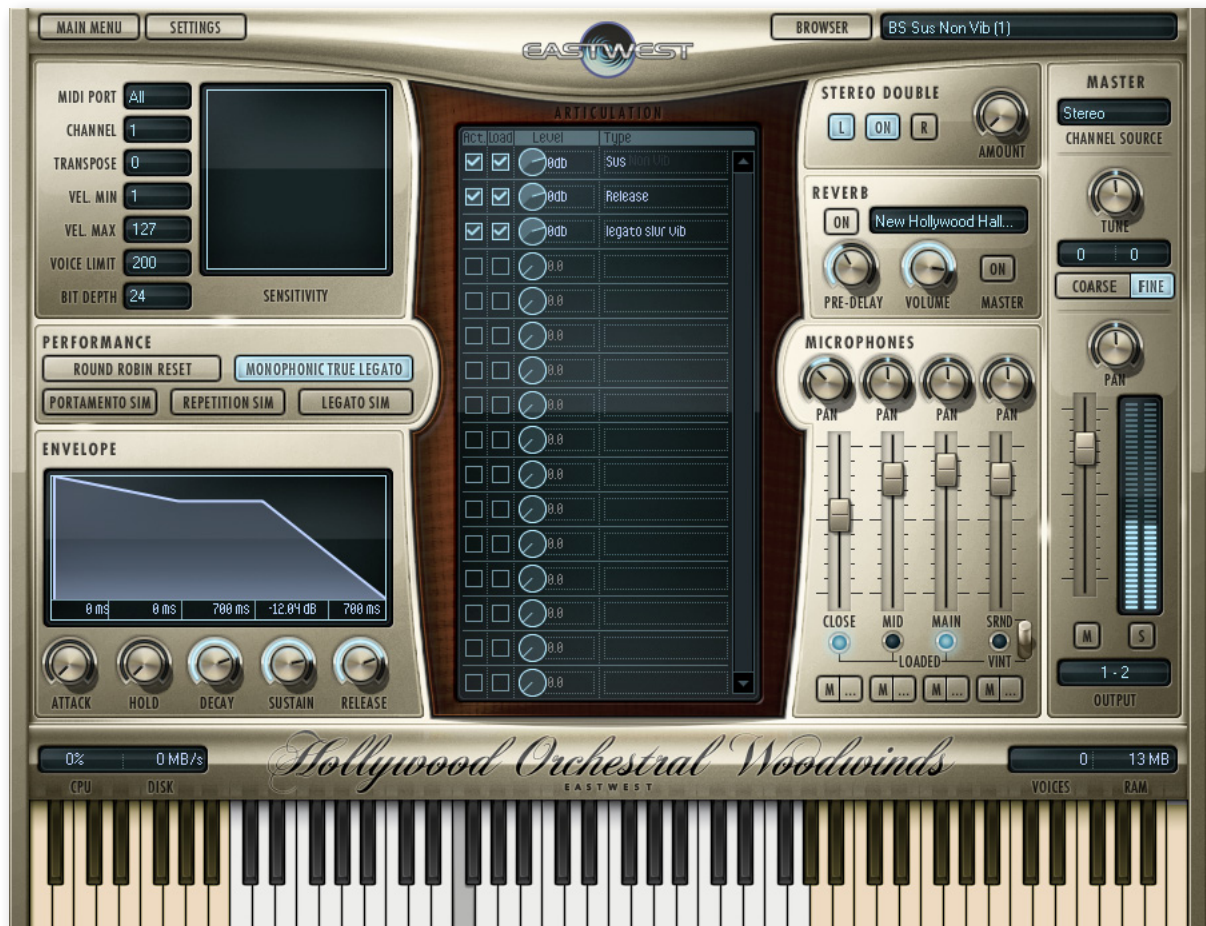 MAIN MENU
SETTINGS
EASTWEST
BROWSER
BS Sus Non Vib (1)
MIDI PORT All
CHANNEL 1
TRANSPOSE 0
VEL. MIN 1
VEL. MAX 127
VOICE LIMIT 200
BIT DEPTH 24
SENSITIVITY
PERFORMANCE
ROUND ROBIN RESET
MONOPHONIC TRUE LEGATO
PORTAMENTO SIM
REPETITION SIM
LEGATO SIM
ENVELOPE
0 ms 0 ms 700 ms -12.04 dB 700 ms
ATTACK HOLD DECAY SUSTAIN RELEASE
ARTICULATION
Act. Load Level Type
0db Sus Non Vib
0db Release
0db legato slur vib
0.0
0.0
0.0
0.0
0.0
0.0
0.0
0.0
0.0
0.0
0.0
0.0
0.0
STEREO DOUBLE
L ON R
AMOUNT
REVERB
ON New Hollywood Hall...
ON
PRE-DELAY VOLUME MASTER
MICROPHONES
PAN PAN PAN PAN
CLOSE MID MAIN SRND
LOADED VINT
M ... M ... M ... M ...
MASTER
Stereo
CHANNEL SOURCE
TUNE
0 0
COARSE FINE
PAN
M S
1 - 2
OUTPUT
0% 0 MB/s
CPU DISK
Hollywood Orchestral Woodwinds
EASTWEST
0 13 MB
VOICES RAM